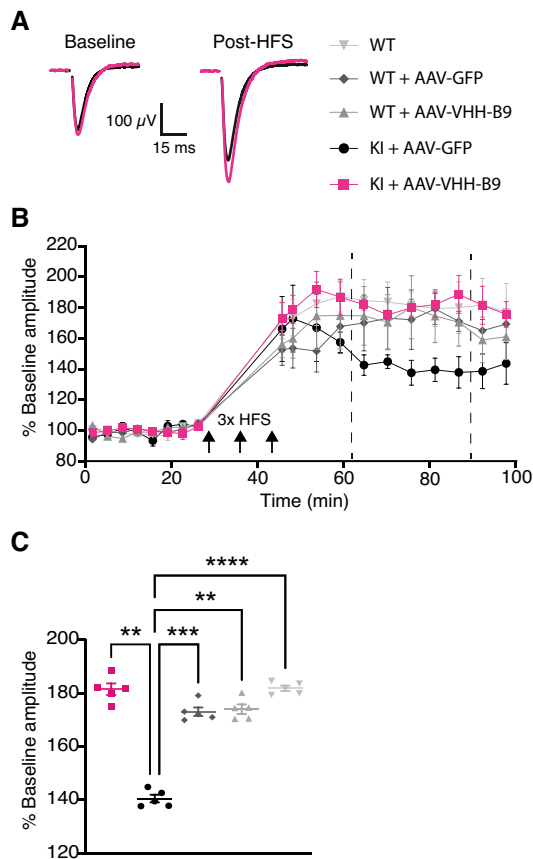 A
Baseline
Post-HFS
100 µV
15 ms
WT
WT + AAV-GFP
WT + AAV-VHH-B9
KI + AAV-GFP
KI + AAV-VHH-B9
B
% Baseline amplitude
220
200
180
160
140
120
100
80
3x HFS
0
20
40
60
80
100
Time (min)
C
% Baseline amplitude
200
180
160
140
120
****
**
** ***